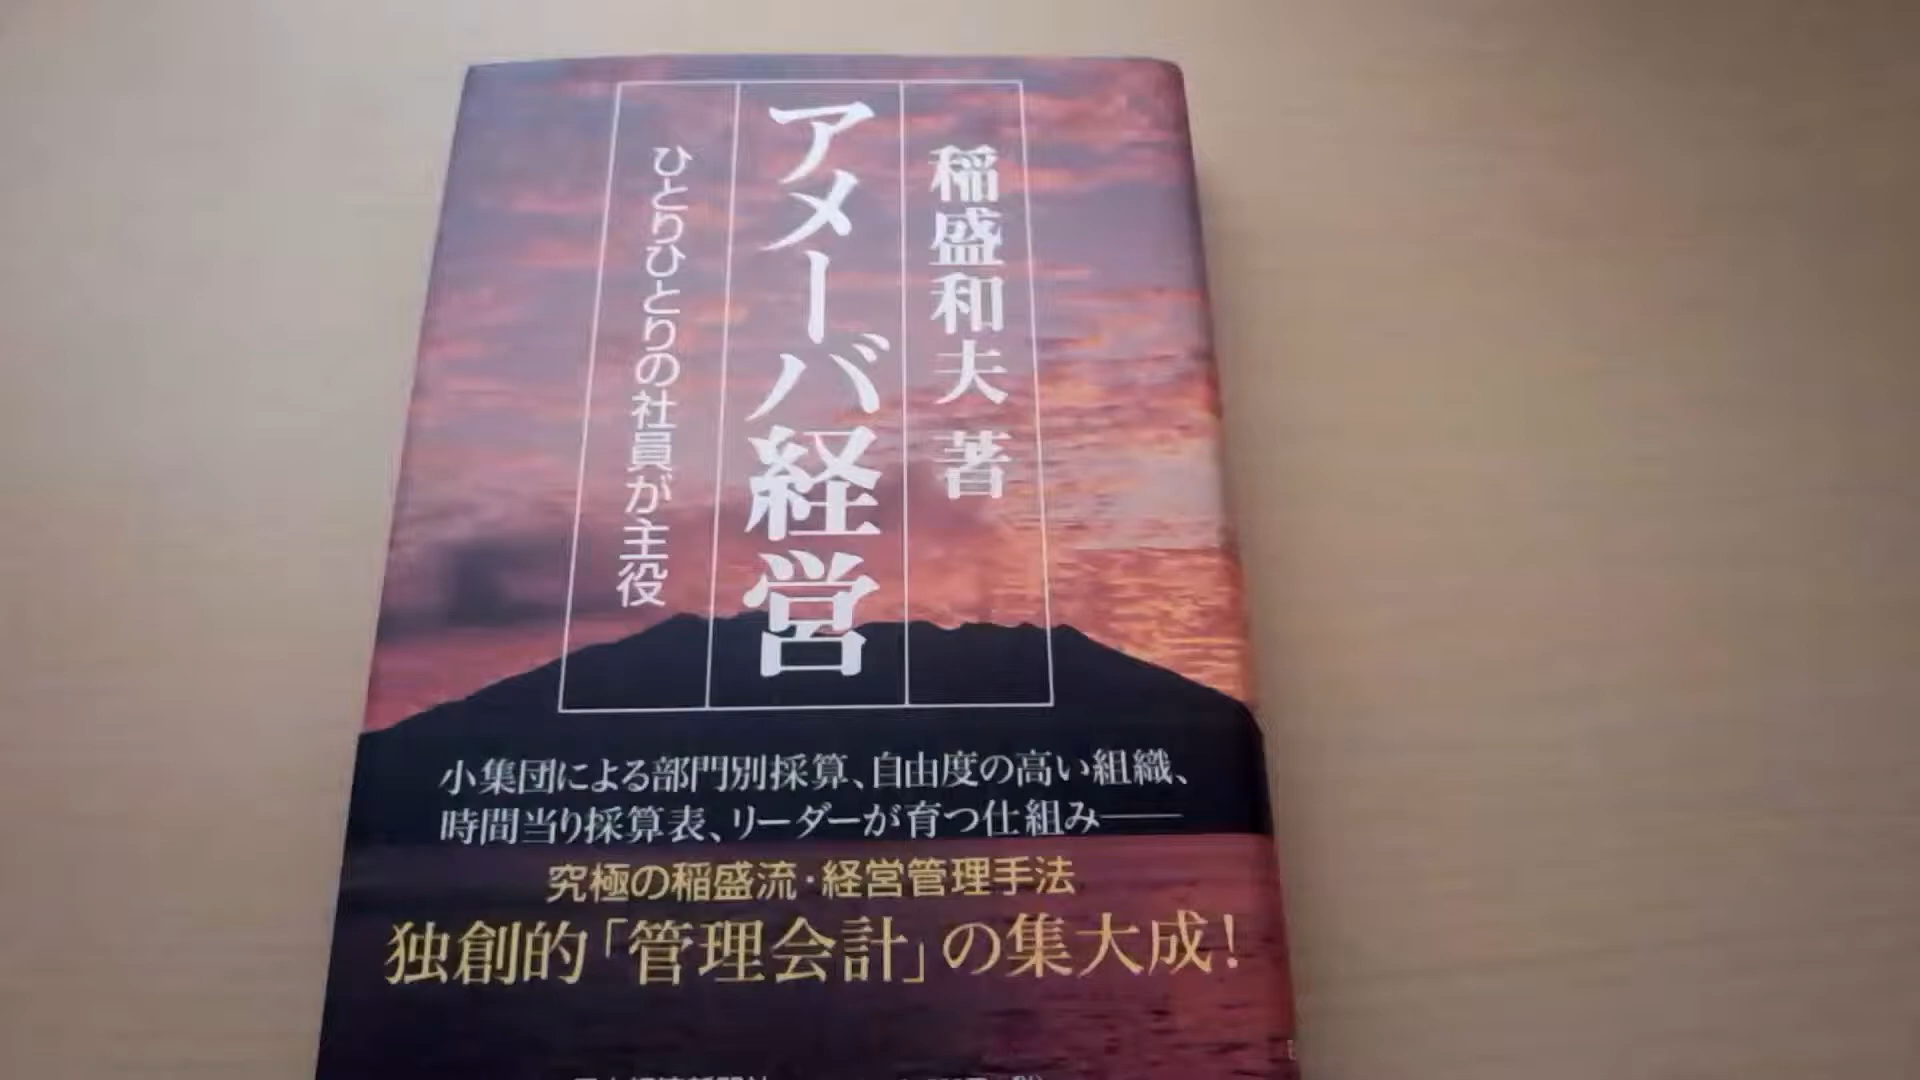 稲盛和夫 著
アメーバ経営
ひとりひとりの社員が主役
小集団による部門別採算、自由度の高い組織、
時間当り採算表、リーダーが育つ仕組み――
究極の稲盛流・経営管理手法
独創的「管理会計」の集大成!